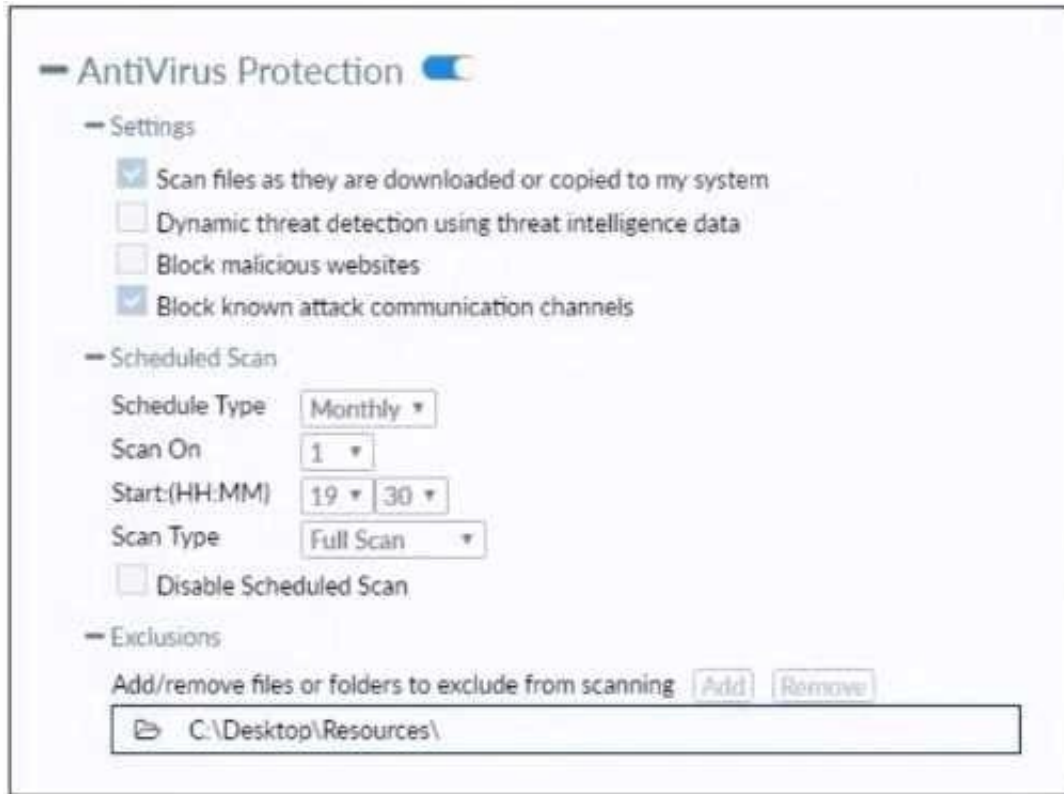 AntiVirus Protection
Settings
Scan files as they are downloaded or copied to my system
Dynamic threat detection using threat intelligence data
Block malicious websites
Block known attack communication channels
Scheduled Scan
Schedule Type Monthly
Scan On 1
Start:(HH:MM) 19 30
Scan Type Full Scan
Disable Scheduled Scan
Exclusions
Add/remove files or folders to exclude from scanning Add Remove
C:\Desktop\Resources\